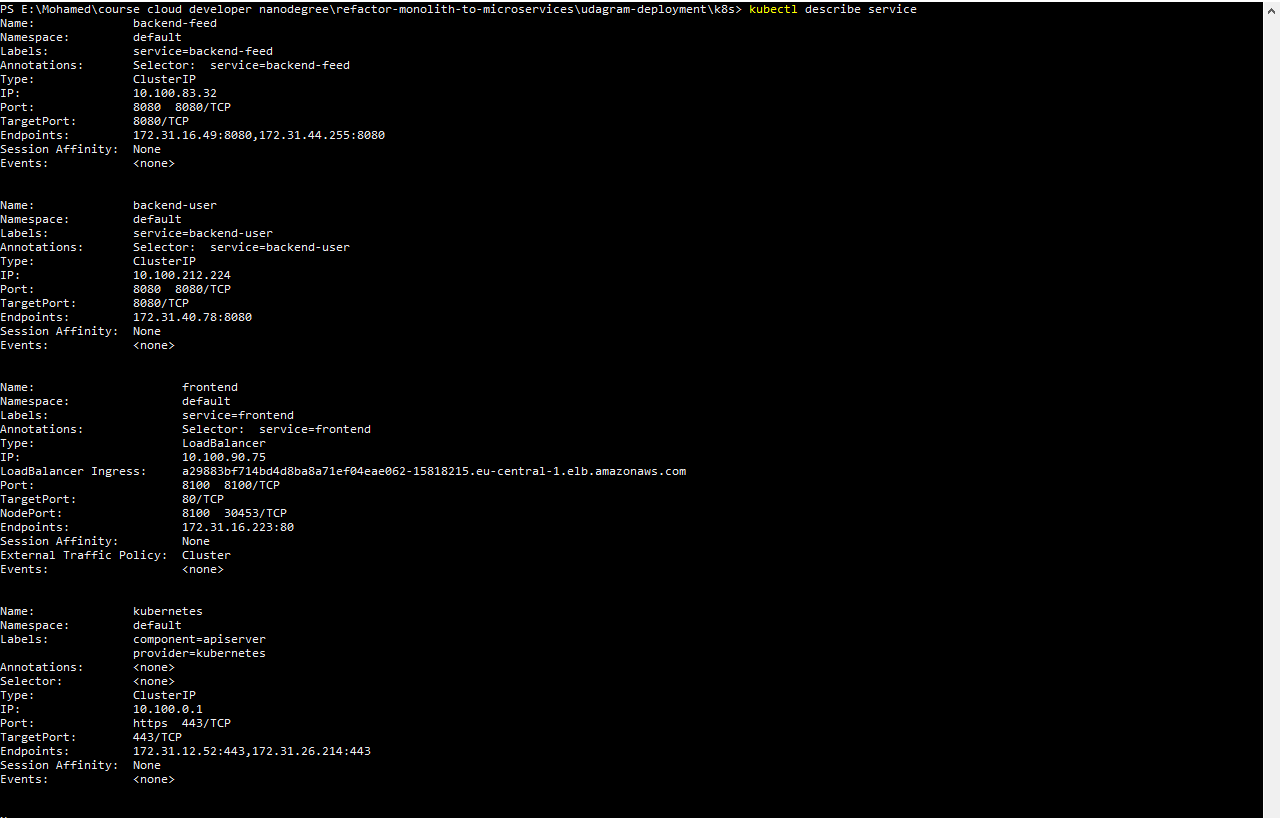 PS E:\Mohamed\course cloud developer nanodegree\refactor-monolith-to-microservices\udagram-deployment\k8s> kubectl describe service
Name:              backend-feed
Namespace:         default
Labels:            service=backend-feed
Annotations:       Selector:  service=backend-feed
Type:              ClusterIP
IP:                10.100.83.32
Port:              8080  8080/TCP
TargetPort:        8080/TCP
Endpoints:         172.31.16.49:8080,172.31.44.255:8080
Session Affinity:  None
Events:            <none>
Name:              backend-user
Namespace:         default
Labels:            service=backend-user
Annotations:       Selector:  service=backend-user
Type:              ClusterIP
IP:                10.100.212.224
Port:              8080  8080/TCP
TargetPort:        8080/TCP
Endpoints:         172.31.40.78:8080
Session Affinity:  None
Events:            <none>
Name:                     frontend
Namespace:                default
Labels:                   service=frontend
Annotations:              Selector:  service=frontend
Type:                     LoadBalancer
IP:                       10.100.90.75
LoadBalancer Ingress:     a29883bf714bd4d8ba8a71ef04eae062-15818215.eu-central-1.elb.amazonaws.com
Port:                     8100  8100/TCP
TargetPort:               80/TCP
NodePort:                 8100  30453/TCP
Endpoints:                172.31.16.223:80
Session Affinity:         None
External Traffic Policy:  Cluster
Events:                   <none>
Name:              kubernetes
Namespace:         default
Labels:            component=apiserver
                   provider=kubernetes
Annotations:       <none>
Selector:          <none>
Type:              ClusterIP
IP:                10.100.0.1
Port:              https  443/TCP
TargetPort:        443/TCP
Endpoints:         172.31.12.52:443,172.31.26.214:443
Session Affinity:  None
Events:            <none>